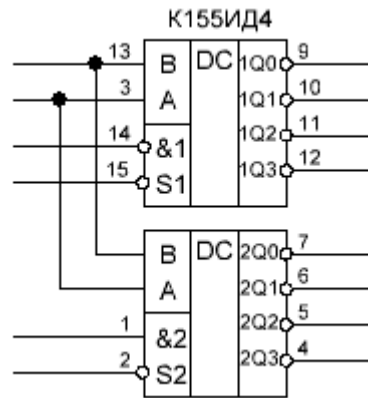 К155ИД4
13 B DC 1Q0 9
3 A 1Q1 10
14 &1 1Q2 11
15 S1 1Q3 12
B DC 2Q0 7
A 2Q1 6
1 &2 2Q2 5
2 S2 2Q3 4